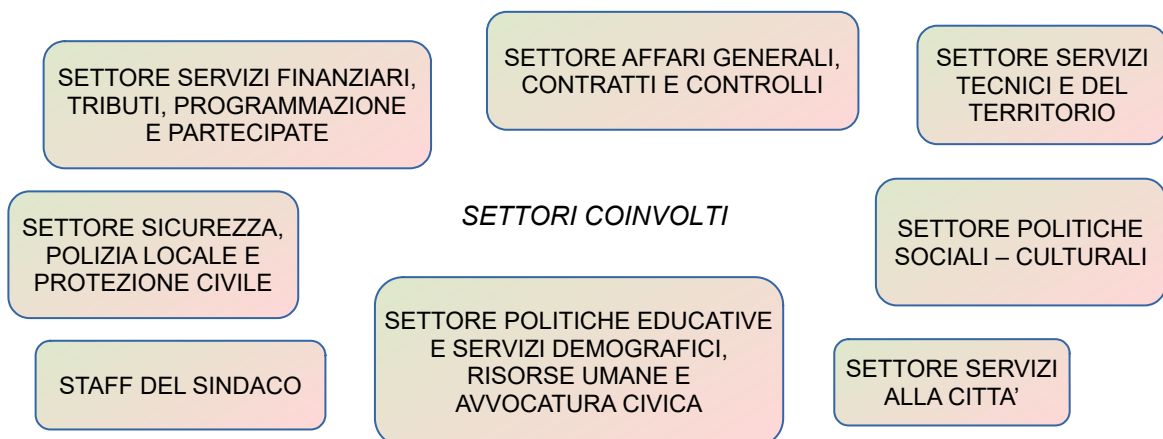 SETTORE SERVIZI FINANZIARI,
TRIBUTI, PROGRAMMAZIONE
E PARTECIPATE
SETTORE AFFARI GENERALI,
CONTRATTI E CONTROLLI
SETTORE SERVIZI
TECNICI E DEL
TERRITORIO
SETTORE SICUREZZA,
POLIZIA LOCALE E
PROTEZIONE CIVILE
SETTORI COINVOLTI
SETTORE POLITICHE
SOCIALI – CULTURALI
STAFF DEL SINDACO
SETTORE POLITICHE EDUCATIVE
E SERVIZI DEMOGRAFICI,
RISORSE UMANE E
AVVOCATURA CIVICA
SETTORE SERVIZI
ALLA CITTA’